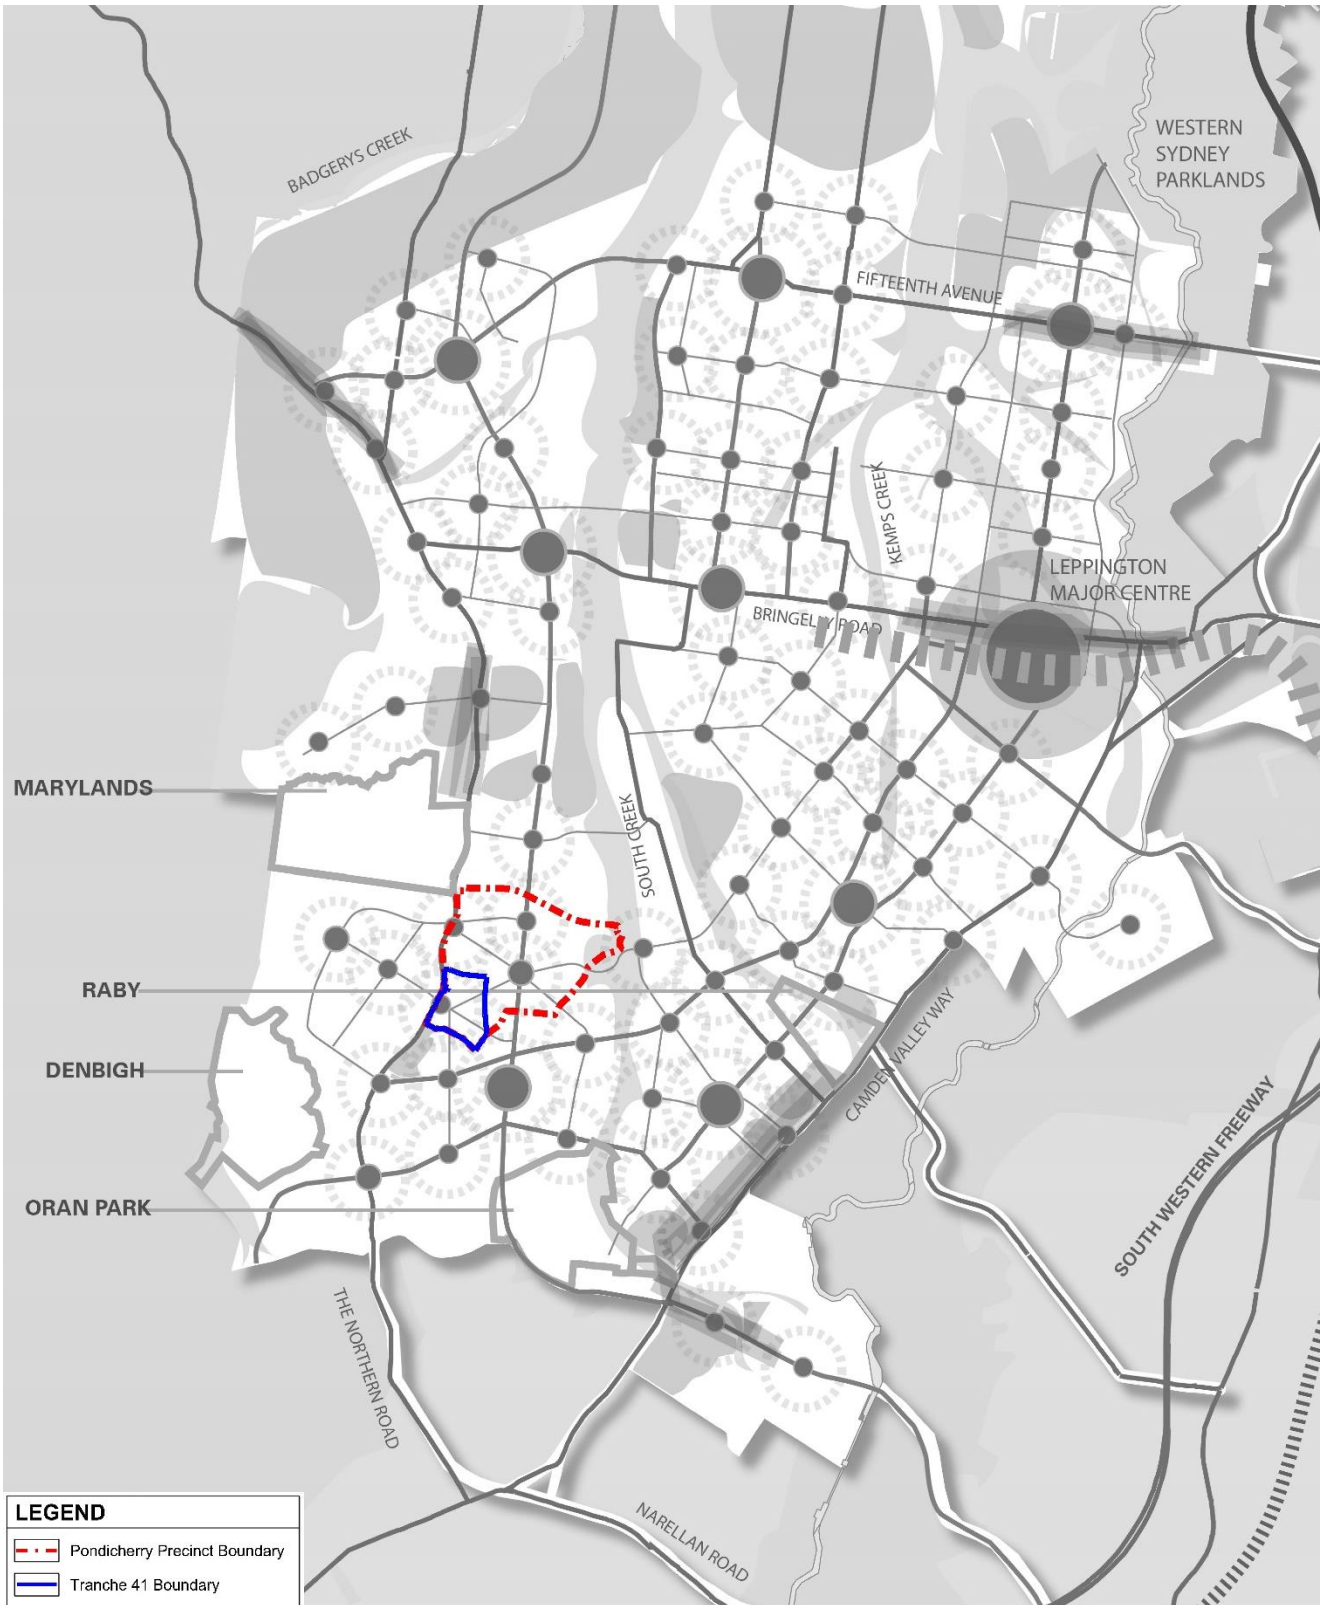 WESTERN
SYDNEY
PARKLANDS
BADGERYS CREEK
FIFTEENTH AVENUE
KEMPS CREEK
LEPPINGTON
MAJOR CENTRE
BRINGELLY ROAD
MARYLANDS
SOUTH CREEK
RABY
DENBIGH
CAMDEN VALLEY WAY
SOUTH WESTERN FREEWAY
ORAN PARK
THE NORTHERN ROAD
NARELLAN ROAD
LEGEND
Pondicherry Precinct Boundary
Tranche 41 Boundary